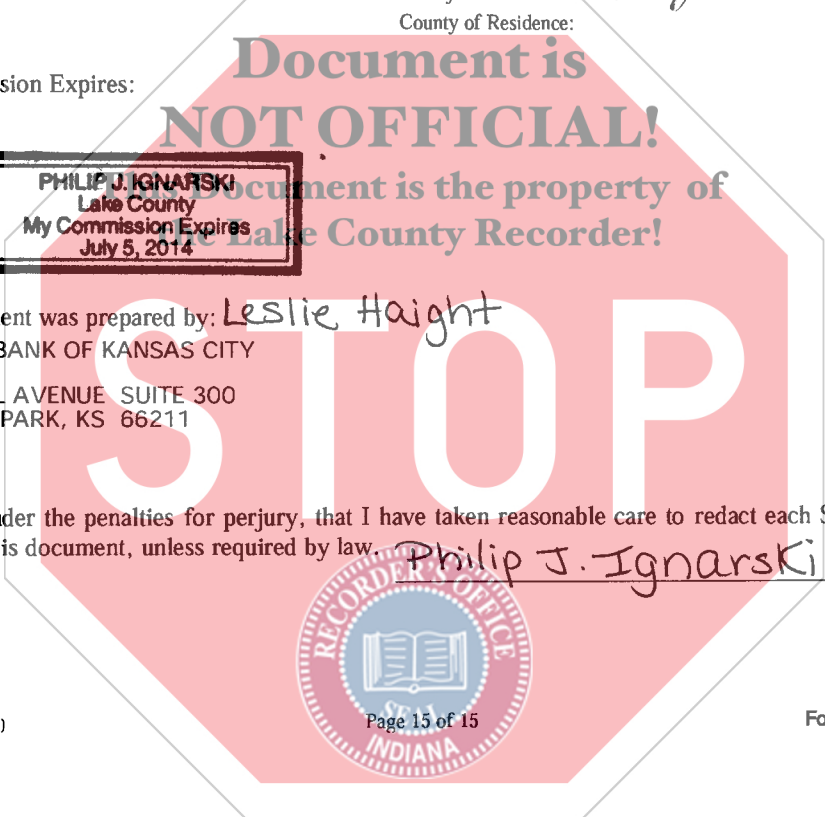 County of Residence:
Document is
sion Expires:
NOT OFFICIAL!
This Document is the property of
the Lake County Recorder!
PHILIP J. IGNARSKI
Lake County
My Commission Expires
July 5, 2014
ent was prepared by: Leslie Haight
BANK OF KANSAS CITY
AVENUE SUITE 300
PARK, KS 66211
STOP
der the penalties for perjury, that I have taken reasonable care to redact each S
is document, unless required by law. Philip J. Ignarski
RECORDER'S OFFICE
SEAL
INDIANA
)
Page 15 of 15
Fo